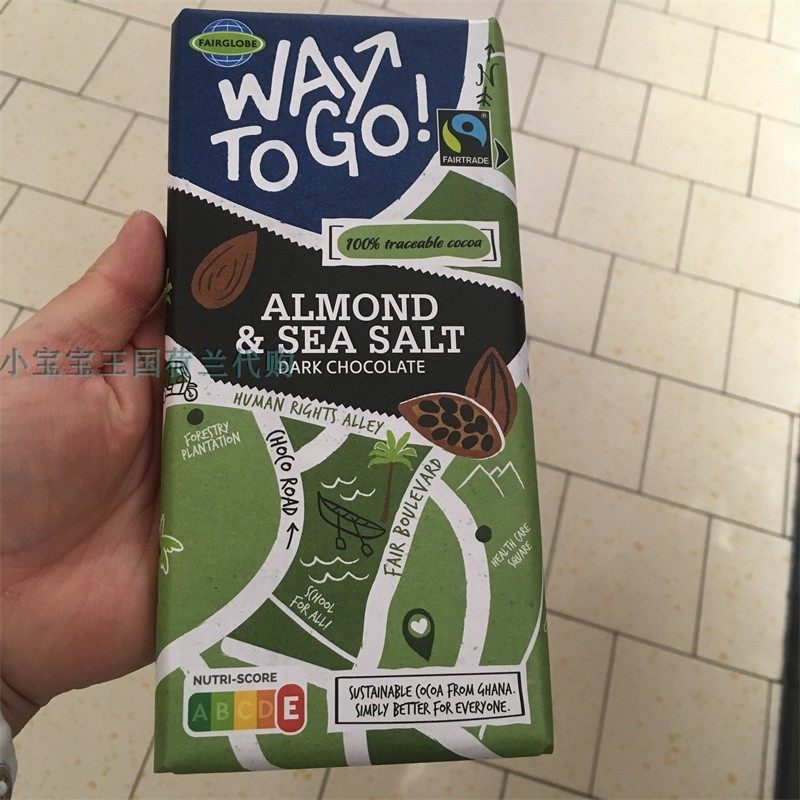 FAIRGLOBE
WAY
TO GO!
N
FAIRTRADE
100% traceable cocoa
ALMOND
& SEA SALT
DARK CHOCOLATE
小宝宝王国荷兰代购
HUMAN RIGHTS ALLEY
FORESTRY
PLANTATION
CHOCO ROAD
FAIR BOULEVARD
HEALTH CARE
SQUARE
SCHOOL
FOR ALL!
NUTRI-SCORE
A B C D E
SUSTAINABLE COCOA FROM GHANA.
SIMPLY BETTER FOR EVERYONE.